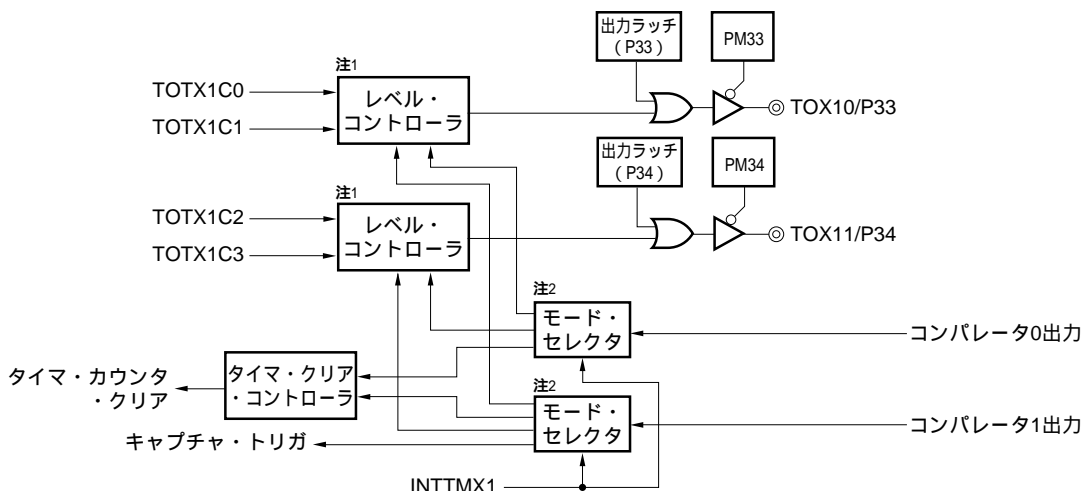 出力ラッチ
（P33）
PM33
注1
TOTX1C0
TOTX1C1
レベル・
コントローラ
TOX10/P33
出力ラッチ
（P34）
PM34
注1
TOTX1C2
TOTX1C3
レベル・
コントローラ
TOX11/P34
注2
モード・
セレクタ
コンパレータ0出力
タイマ・カウンタ
・クリア
タイマ・クリア
・コントローラ
注2
モード・
セレクタ
コンパレータ1出力
キャプチャ・トリガ
INTTMX1